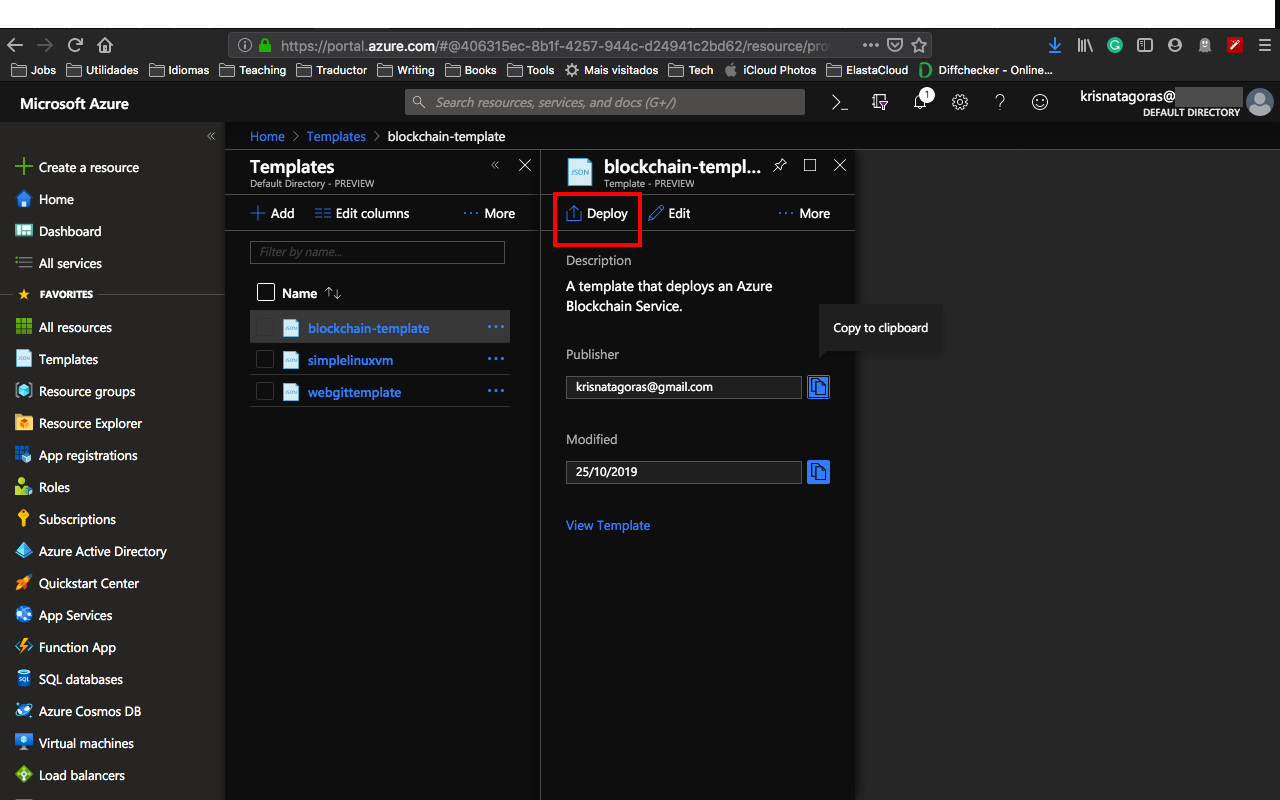 https://portal.azure.com/#@406315ec-8b1f-4257-944c-d24941c2bd62/resource/prov
Jobs Utilidades Idiomas Teaching Traductor Writing Books Tools Mais visitados Tech iCloud Photos ElastaCloud Diffchecker - Online...
Microsoft Azure
Search resources, services, and docs (G+/)
1
krisnatagoras@
DEFAULT DIRECTORY
«
Create a resource
Home
Dashboard
All services
FAVORITES
All resources
Templates
Resource groups
Resource Explorer
App registrations
Roles
Subscriptions
Azure Active Directory
Quickstart Center
App Services
Function App
SQL databases
Azure Cosmos DB
Virtual machines
Load balancers
Home > Templates > blockchain-template
Templates
Default Directory - PREVIEW
«
Add Edit columns ··· More
Filter by name...
Name ↑↓
blockchain-template ···
simplelinuxvm ···
webgittemplate ···
JSON
blockchain-templ...
Template - PREVIEW
Deploy Edit ··· More
Description
A template that deploys an Azure
Blockchain Service.
Copy to clipboard
Publisher
krisnatagoras@gmail.com
Modified
25/10/2019
View Template